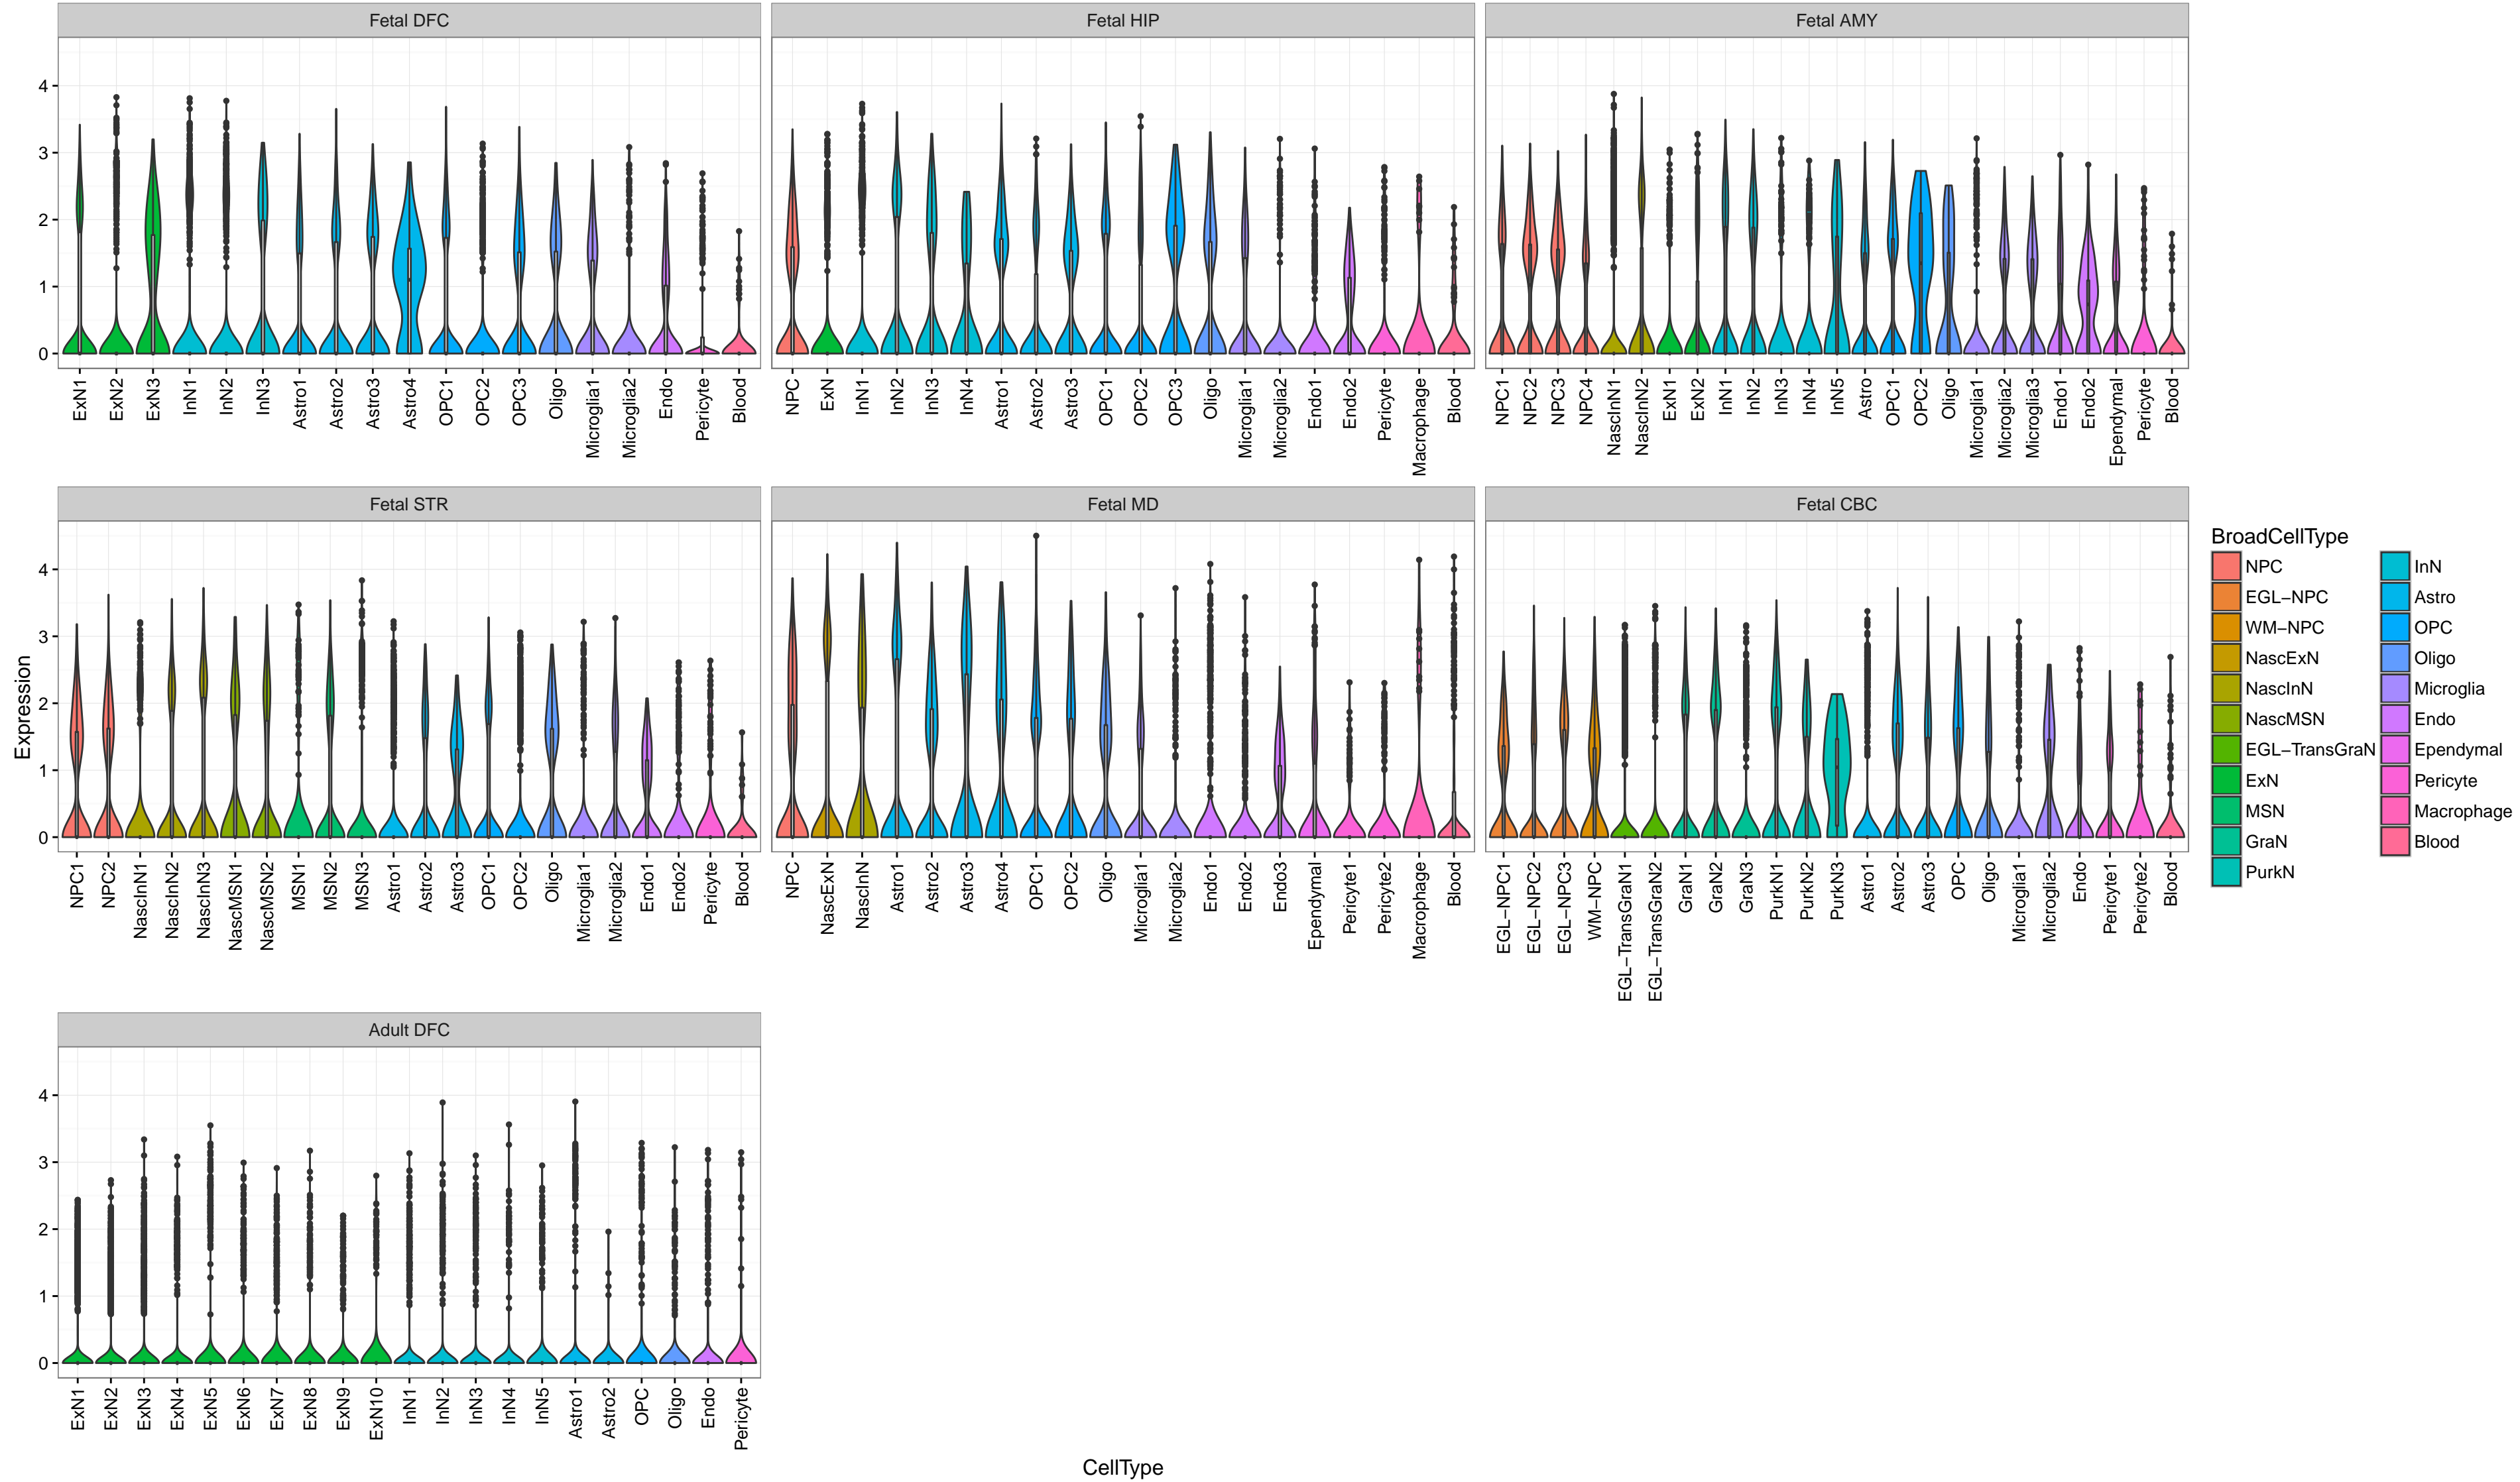 Fetal DFC
Fetal HIP
Fetal AMY
4
3
2
1
0
ExN1 ExN2 ExN3 InN1 InN2 InN3 Astro1 Astro2 Astro3 Astro4 OPC1 OPC2 OPC3 Oligo Microglia1 Microglia2 Endo Pericyte Blood
NPC ExN InN1 InN2 InN3 InN4 Astro1 Astro2 Astro3 OPC1 OPC2 OPC3 Oligo Microglia1 Microglia2 Endo1 Endo2 Pericyte Macrophage Blood
NPC1 NPC2 NPC3 NPC4 NascInN1 NascInN2 ExN1 ExN2 InN1 InN2 InN3 InN4 InN5 Astro OPC1 OPC2 Oligo Microglia1 Microglia2 Microglia3 Endo1 Endo2 Ependymal Pericyte Blood
Fetal STR
Fetal MD
Fetal CBC
Expression
4
3
2
1
0
NPC1 NPC2 NascInN1 NascInN2 NascInN3 NascMSN1 NascMSN2 MSN1 MSN2 MSN3 Astro1 Astro2 Astro3 OPC1 OPC2 Oligo Microglia1 Microglia2 Endo1 Endo2 Pericyte Blood
NPC NascExN NascInN Astro1 Astro2 Astro3 Astro4 OPC1 OPC2 Oligo Microglia1 Microglia2 Endo1 Endo2 Endo3 Ependymal Pericyte1 Pericyte2 Macrophage Blood
EGL−NPC1 EGL−NPC2 EGL−NPC3 WM−NPC EGL−TransGraN1 EGL−TransGraN2 GraN1 GraN2 GraN3 PurkN1 PurkN2 PurkN3 Astro1 Astro2 Astro3 OPC Oligo Microglia1 Microglia2 Endo Pericyte1 Pericyte2 Blood
BroadCellType
NPC
EGL−NPC
WM−NPC
NascExN
NascInN
NascMSN
EGL−TransGraN
ExN
MSN
GraN
PurkN
InN
Astro
OPC
Oligo
Microglia
Endo
Ependymal
Pericyte
Macrophage
Blood
Adult DFC
4
3
2
1
0
ExN1 ExN2 ExN3 ExN4 ExN5 ExN6 ExN7 ExN8 ExN9 ExN10 InN1 InN2 InN3 InN4 InN5 Astro1 Astro2 OPC Oligo Endo Pericyte
CellType